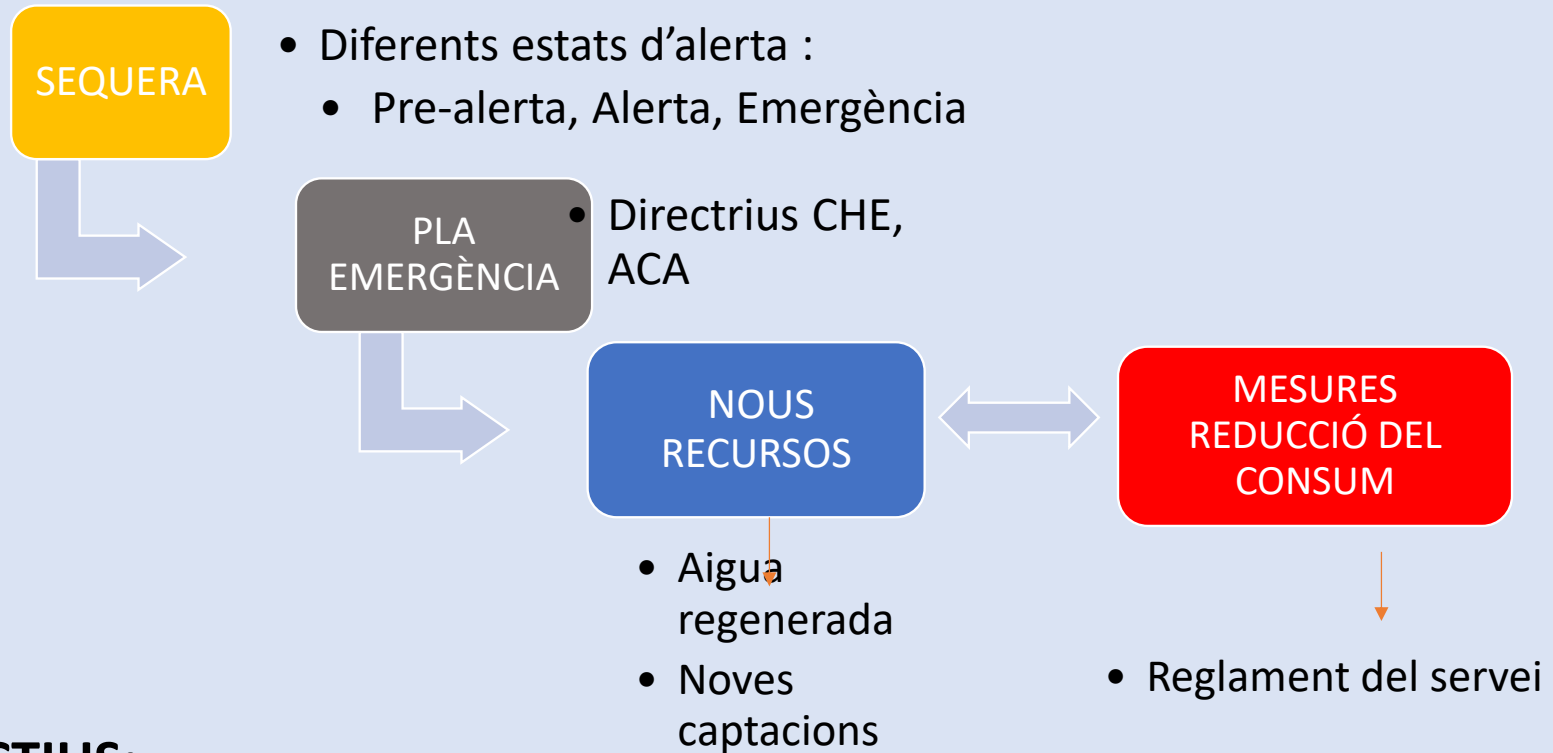 SEQUERA
• Diferents estats d’alerta :
• Pre-alerta, Alerta, Emergència
PLA
EMERGÈNCIA
• Directrius CHE,
ACA
NOUS
RECURSOS
MESURES
REDUCCIÓ DEL
CONSUM
• Aigua
regenerada
• Noves
captacions
• Reglament del servei